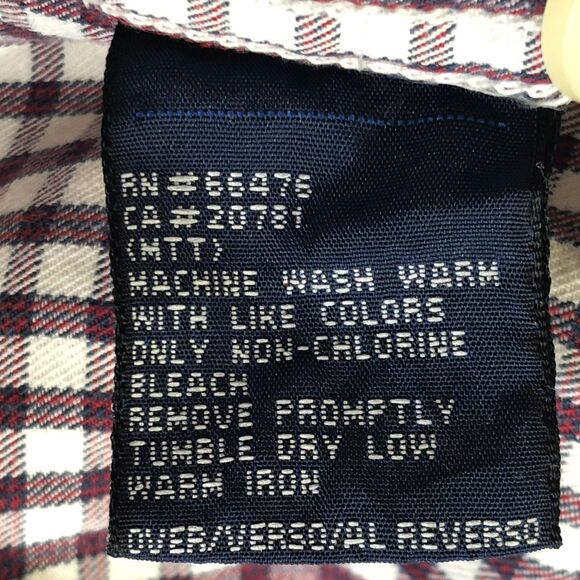 RN#66476
CA#20781
(MTT)
MACHINE WASH WARM
WITH LIKE COLORS
ONLY NON-CHLORINE
BLEACH
REMOVE PROMPTLY
TUMBLE DRY LOW
WARM IRON
OVER/VERSO/AL REVERSO